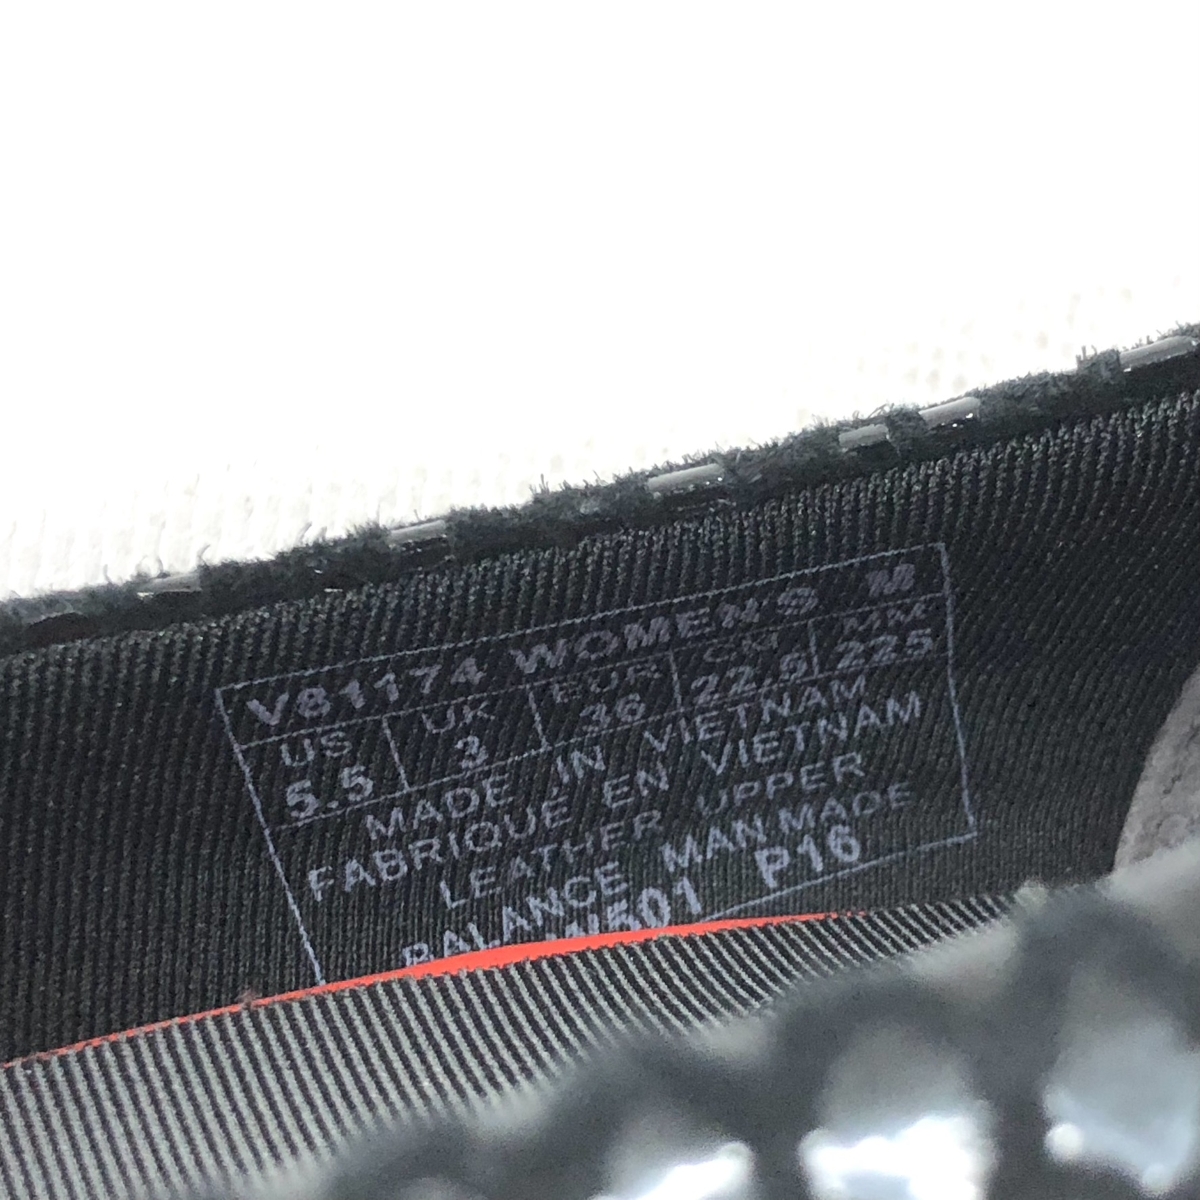 V81174 WOMEN'S M
US UK EUR CM MM
5.5 3 36 22.5 225
MADE IN VIETNAM
FABRIQUÉ EN VIETNAM
LEATHER UPPER
BALANCE MAN MADE
P16